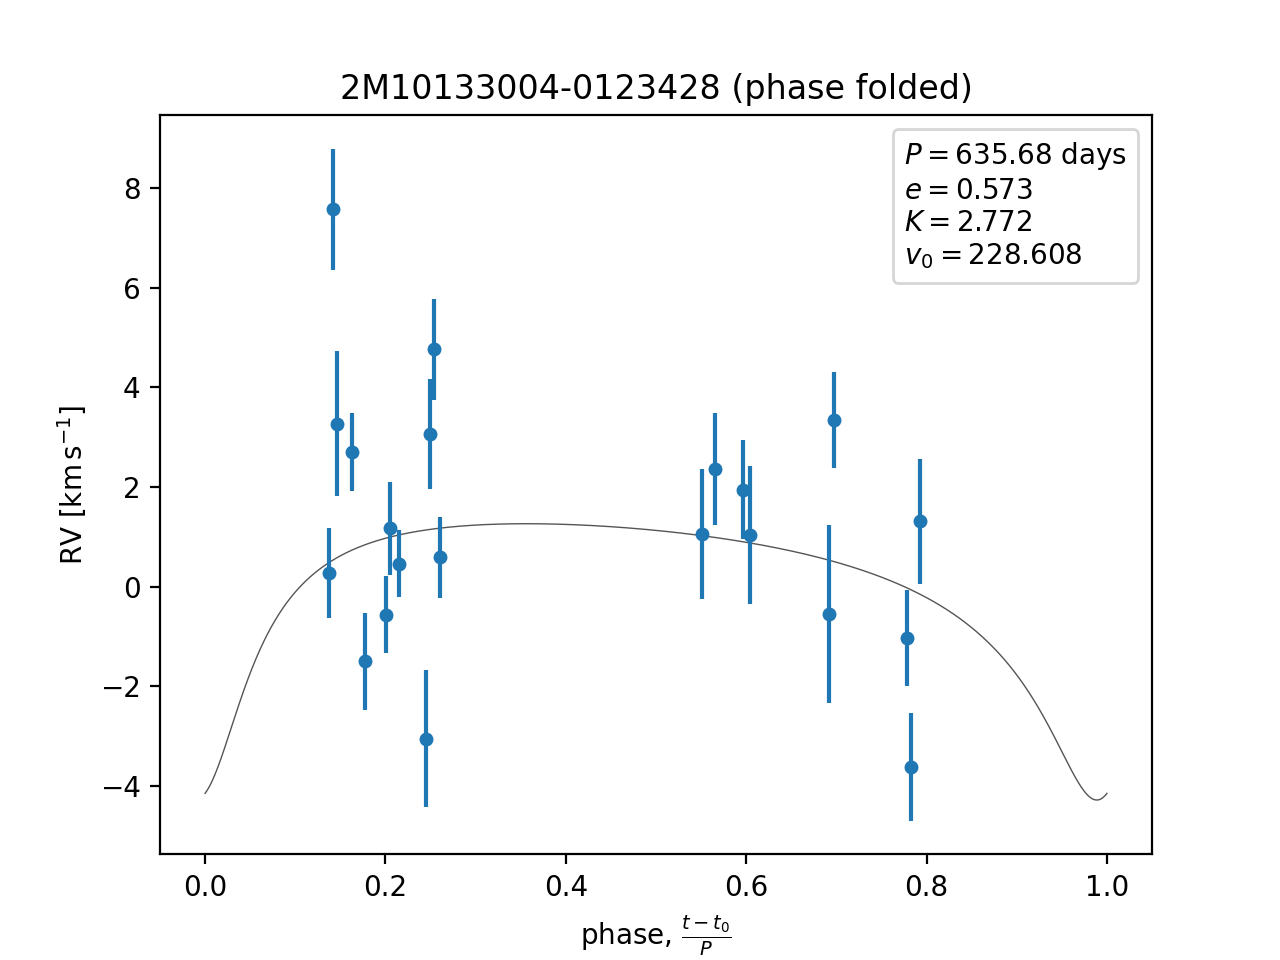 2M10133004-0123428 (phase folded)
P = 635.68 days
e = 0.573
K = 2.772
v₀ = 228.608
RV [km s⁻¹]
8
6
4
2
0
−2
−4
0.0 0.2 0.4 0.6 0.8 1.0
phase, (t − t₀)/P